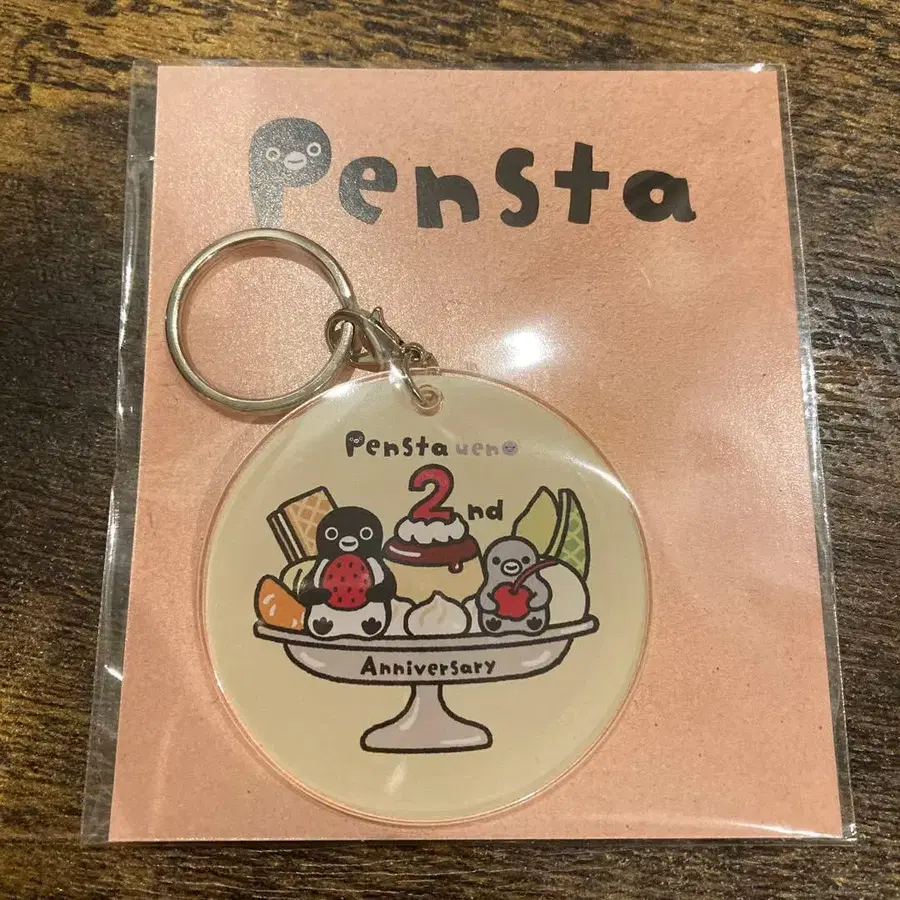 Pensta
Pensta ueno
2nd
Anniversary